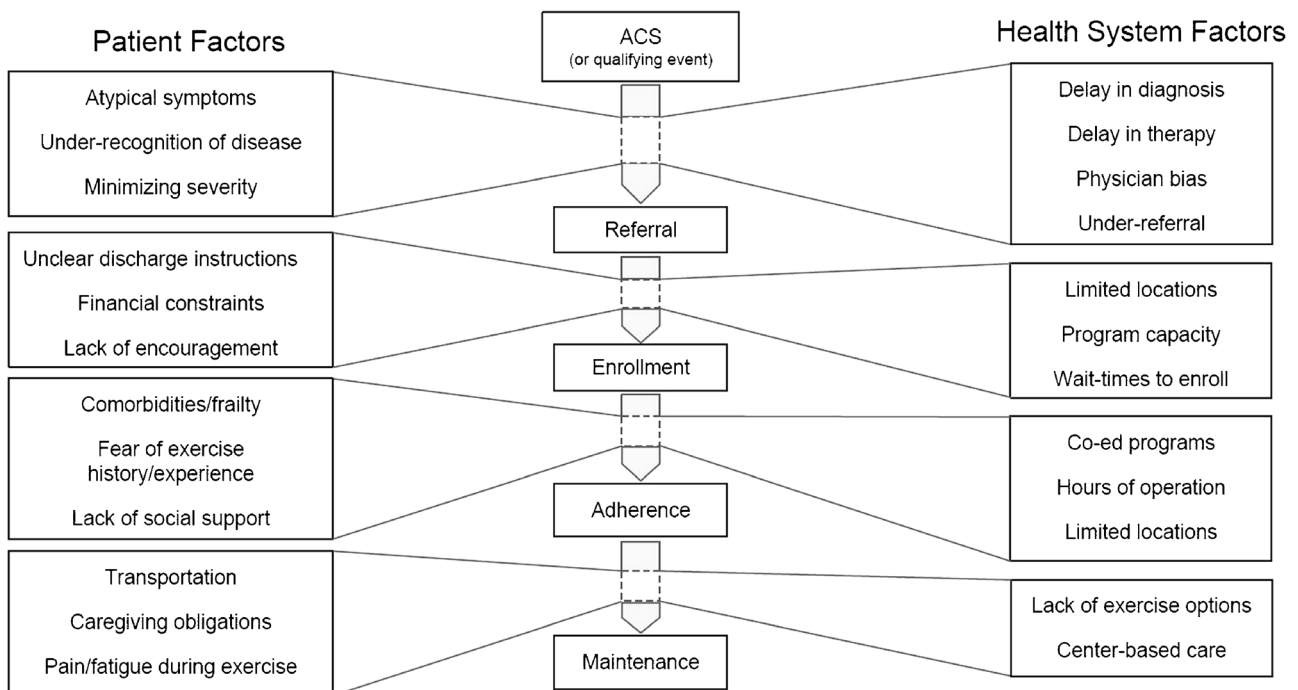 Patient Factors
ACS
(or qualifying event)
Health System Factors
Atypical symptoms
Under-recognition of disease
Minimizing severity
Delay in diagnosis
Delay in therapy
Physician bias
Under-referral
Referral
Unclear discharge instructions
Financial constraints
Lack of encouragement
Limited locations
Program capacity
Wait-times to enroll
Enrollment
Comorbidities/frailty
Fear of exercise
history/experience
Lack of social support
Co-ed programs
Hours of operation
Limited locations
Adherence
Transportation
Caregiving obligations
Pain/fatigue during exercise
Lack of exercise options
Center-based care
Maintenance